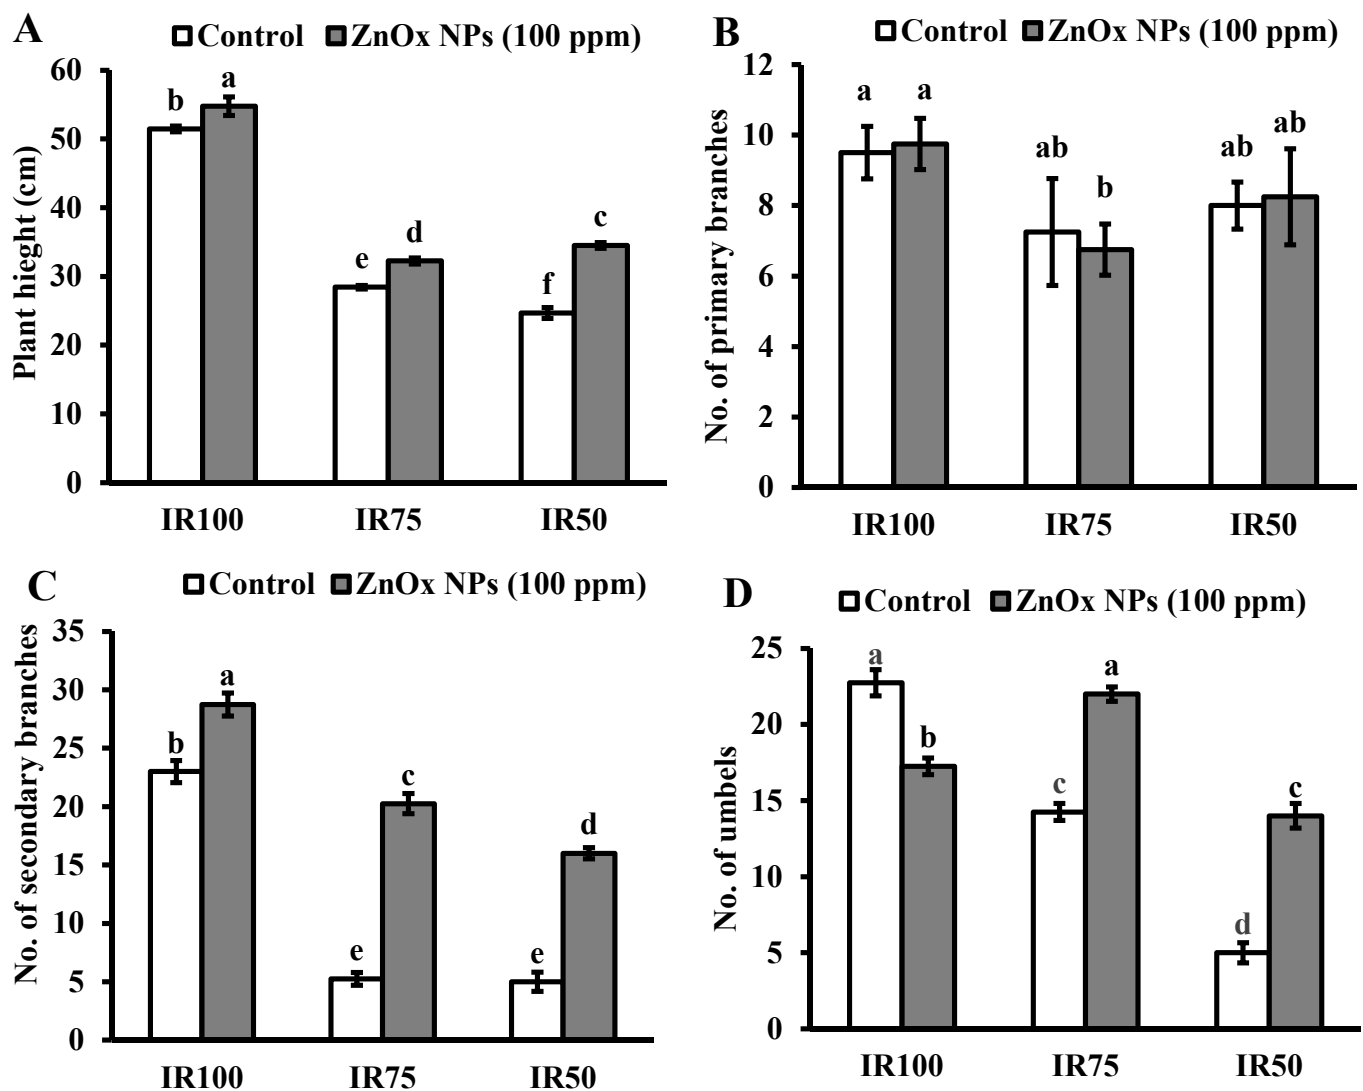 A
Control ZnOx NPs (100 ppm)
Plant hieght (cm)
60
50
40
30
20
10
0
b a
e d
f c
IR100 IR75 IR50
B
Control ZnOx NPs (100 ppm)
No. of primary branches
12
10
8
6
4
2
0
a a
ab b
ab ab
IR100 IR75 IR50
C
Control ZnOx NPs (100 ppm)
No. of secondary branches
35
30
25
20
15
10
5
0
b a
e c
e d
IR100 IR75 IR50
D
Control ZnOx NPs (100 ppm)
No. of umbels
25
20
15
10
5
0
a b
c a
d c
IR100 IR75 IR50